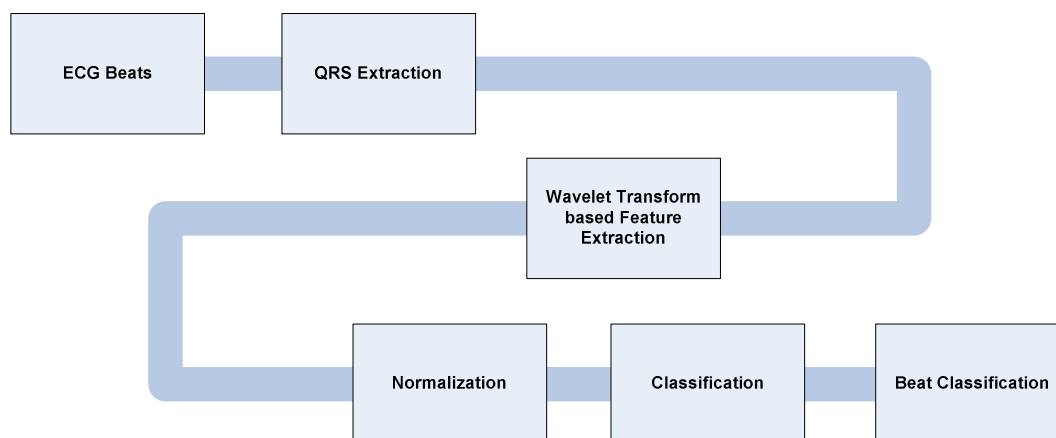 ECG Beats
QRS Extraction
Wavelet Transform
based Feature
Extraction
Normalization
Classification
Beat Classification